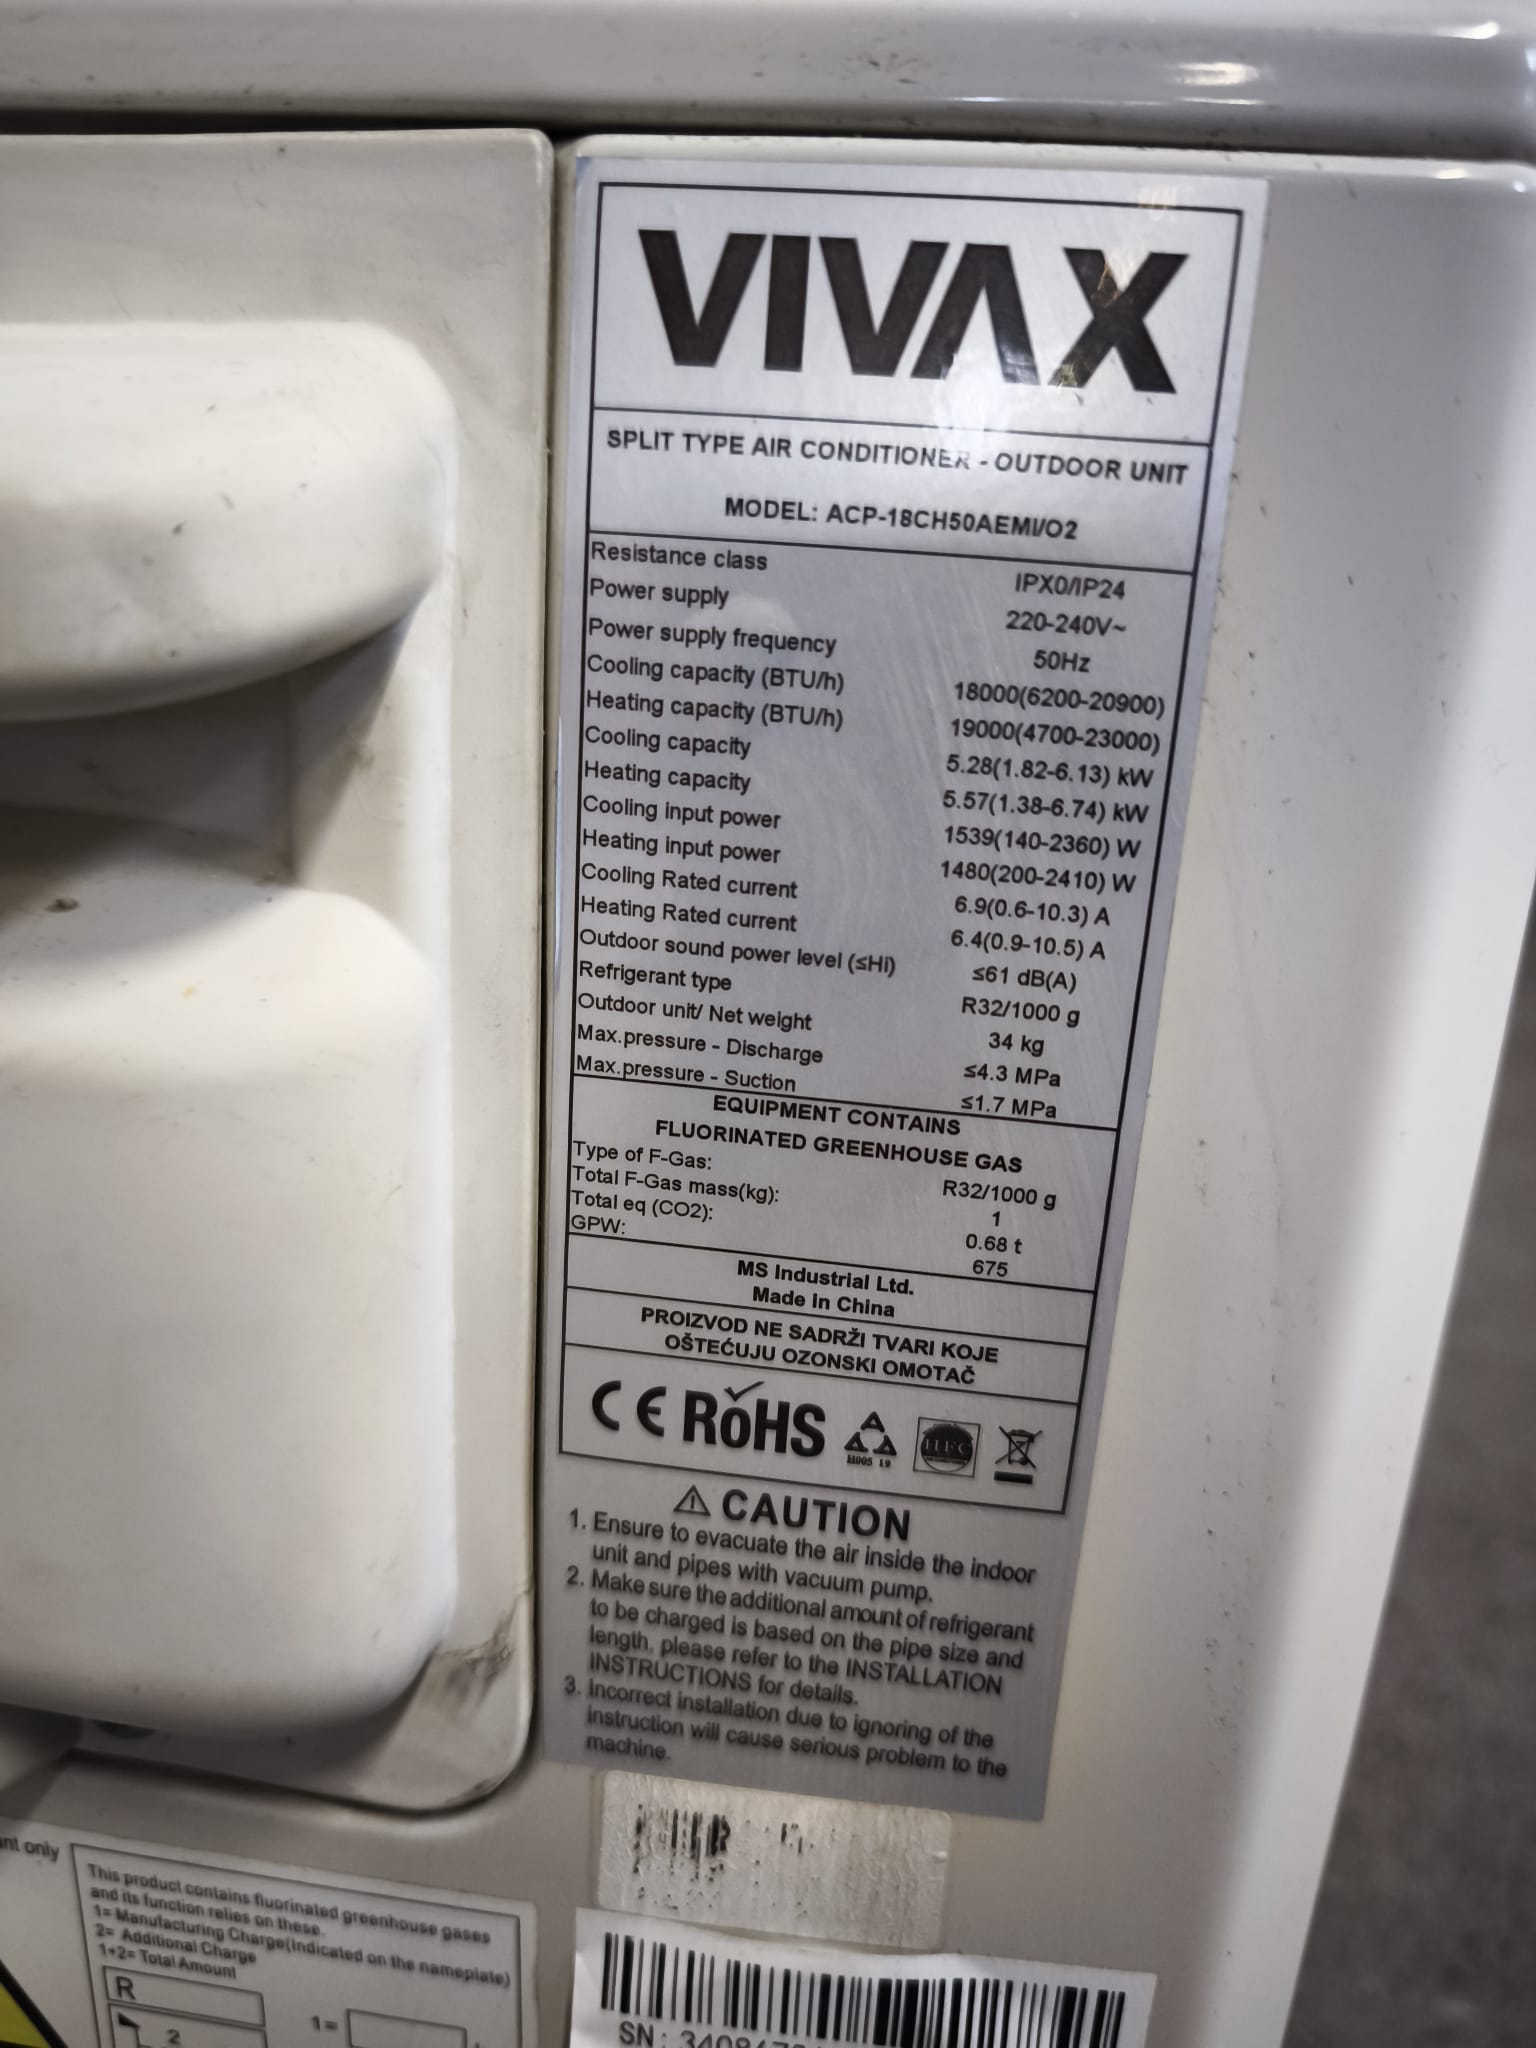 VIVAX
SPLIT TYPE AIR CONDITIONER - OUTDOOR UNIT
MODEL: ACP-18CH50AEMI/O2
Resistance class IPX0/IP24
Power supply 220-240V~
Power supply frequency 50Hz
Cooling capacity (BTU/h) 18000(6200-20900)
Heating capacity (BTU/h) 19000(4700-23000)
Cooling capacity 5.28(1.82-6.13) kW
Heating capacity 5.57(1.38-6.74) kW
Cooling input power 1539(140-2360) W
Heating input power 1480(200-2410) W
Cooling Rated current 6.9(0.6-10.3) A
Heating Rated current 6.4(0.9-10.5) A
Outdoor sound power level (≤Hi) ≤61 dB(A)
Refrigerant type R32/1000 g
Outdoor unit/ Net weight 34 kg
Max.pressure - Discharge ≤4.3 MPa
Max.pressure - Suction ≤1.7 MPa
EQUIPMENT CONTAINS
FLUORINATED GREENHOUSE GAS
Type of F-Gas: R32/1000 g
Total F-Gas mass(kg): 1
Total eq (CO2): 0.68 t
GPW: 675
MS Industrial Ltd.
Made In China
PROIZVOD NE SADRŽI TVARI KOJE
OŠTEĆUJU OZONSKI OMOTAČ
CE RoHS
H005 19
⚠ CAUTION
1. Ensure to evacuate the air inside the indoor
unit and pipes with vacuum pump.
2. Make sure the additional amount of refrigerant
to be charged is based on the pipe size and
length, please refer to the INSTALLATION
INSTRUCTIONS for details.
3. Incorrect installation due to ignoring of the
instruction will cause serious problem to the
machine.
only
This product contains fluorinated greenhouse gases
and its function relies on these.
1= Manufacturing Charge(Indicated on the nameplate)
2= Additional Charge
1+2= Total Amount
R
1=
2
SN: